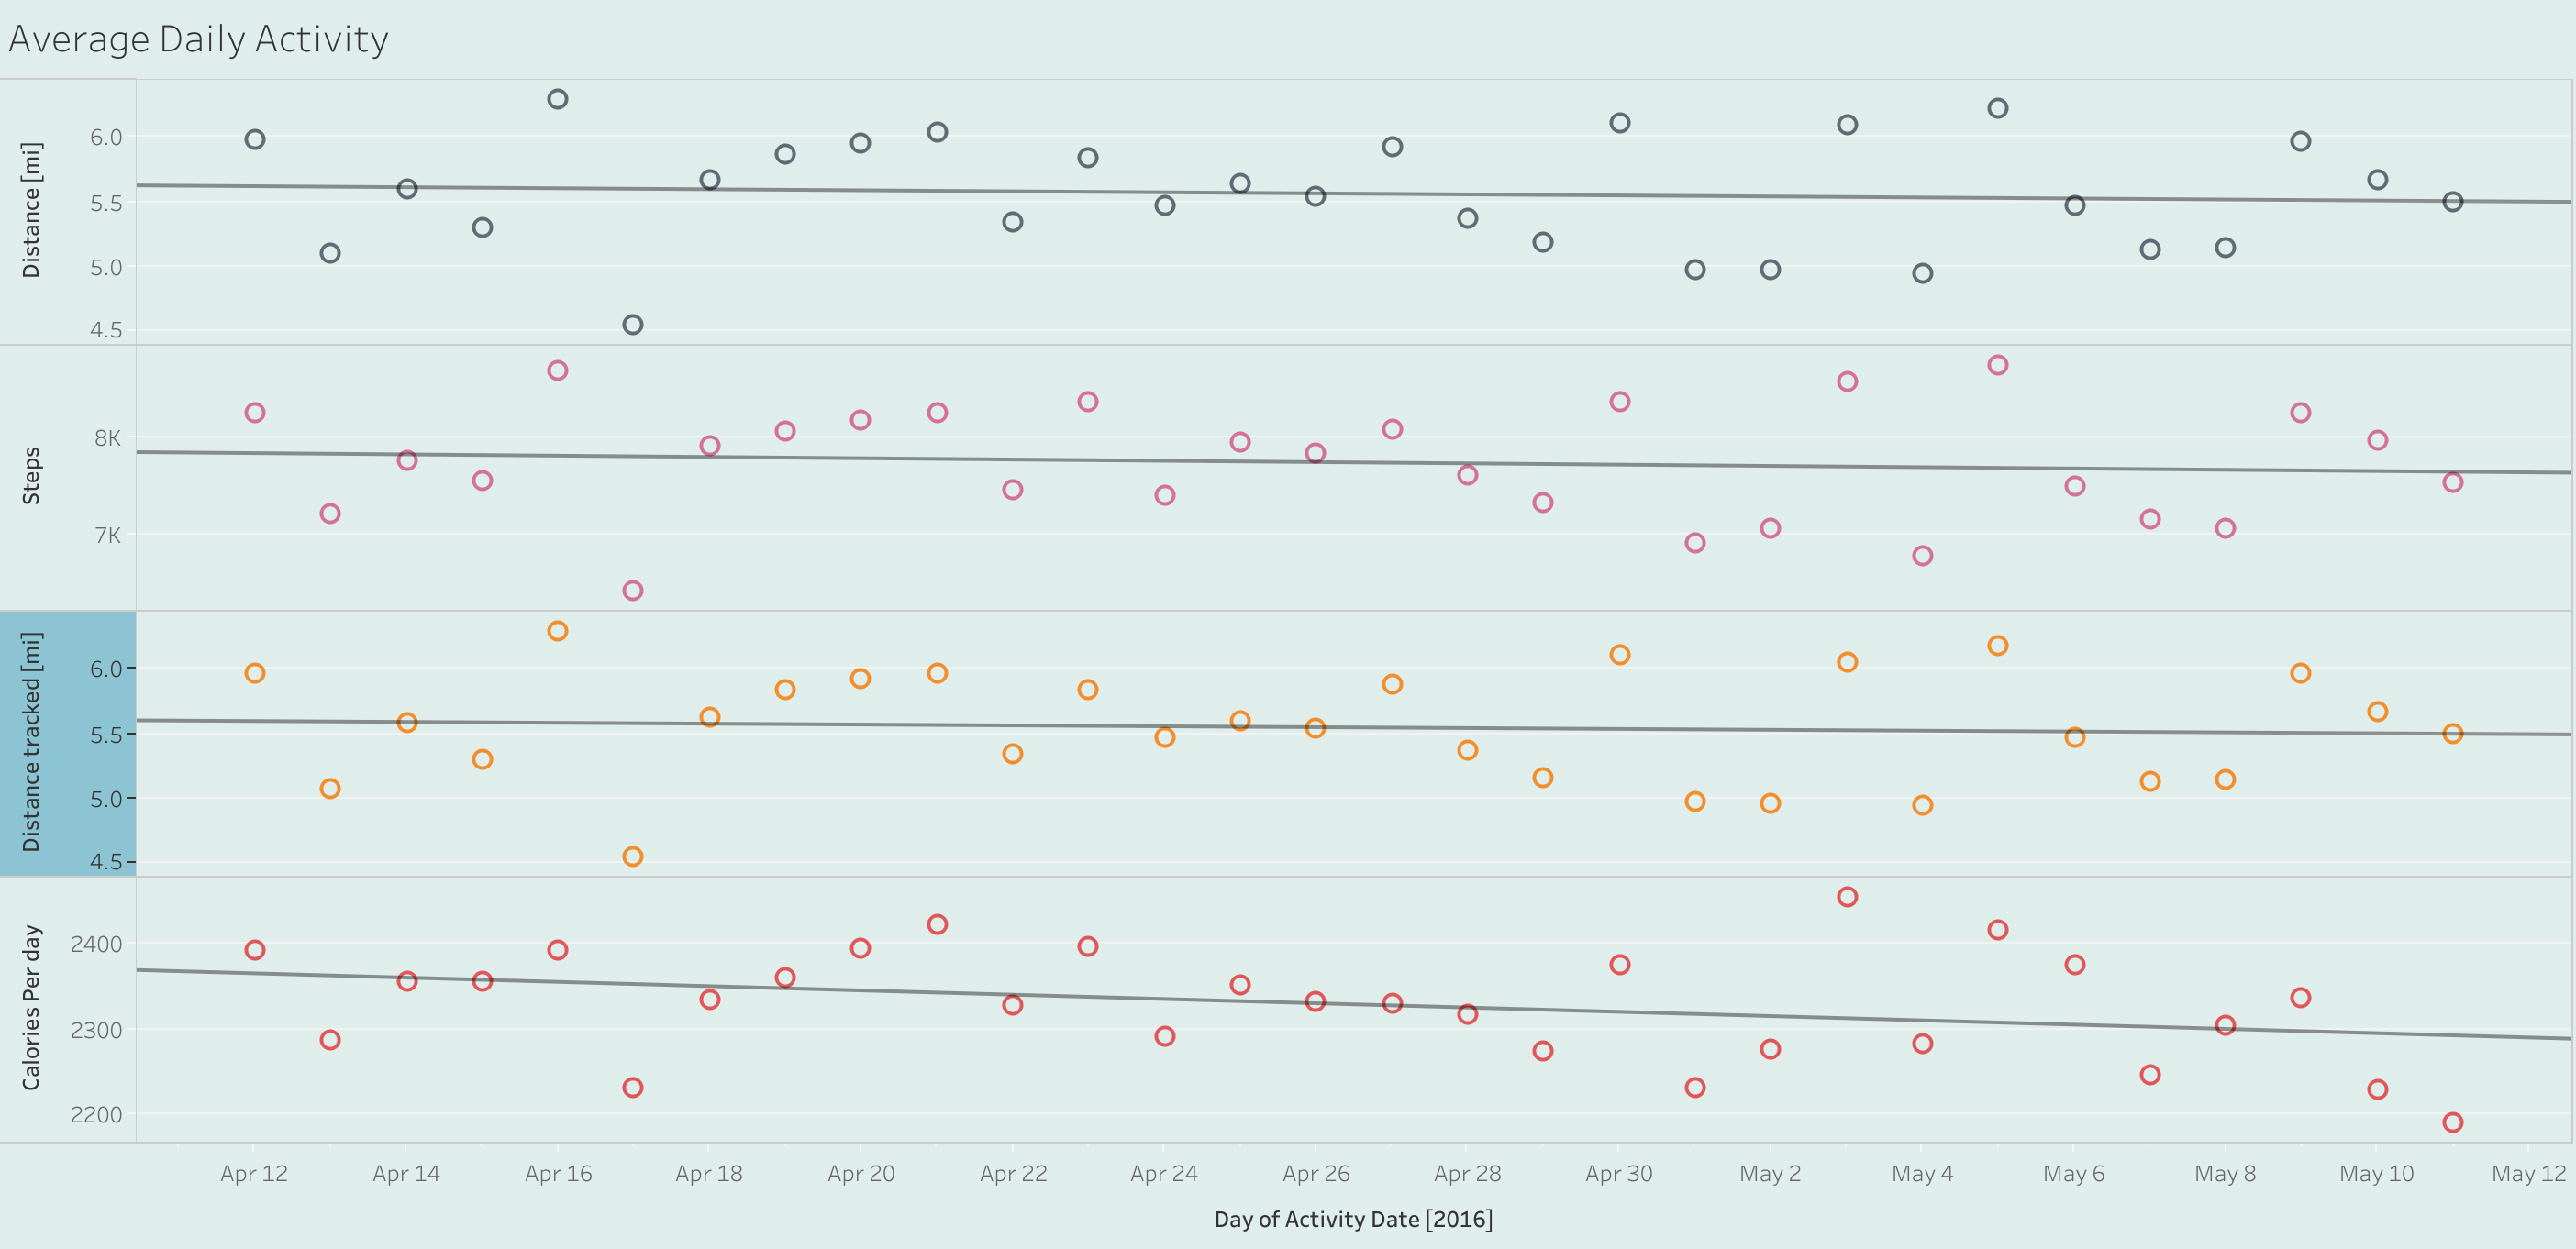 Average Daily Activity
Distance [mi]
6.0
5.5
5.0
4.5
Steps
8K
7K
Distance tracked [mi]
6.0
5.5
5.0
4.5
Calories Per day
2400
2300
2200
Apr 12 Apr 14 Apr 16 Apr 18 Apr 20 Apr 22 Apr 24 Apr 26 Apr 28 Apr 30 May 2 May 4 May 6 May 8 May 10 May 12
Day of Activity Date [2016]